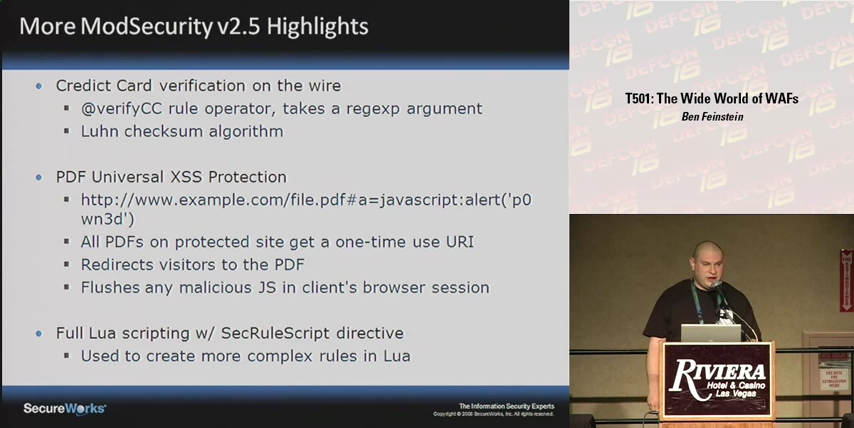 More ModSecurity v2.5 Highlights
Credict Card verification on the wire
@verifyCC rule operator, takes a regexp argument
Luhn checksum algorithm
PDF Universal XSS Protection
http://www.example.com/file.pdf#a=javascript:alert('p0
wn3d')
All PDFs on protected site get a one-time use URI
Redirects visitors to the PDF
Flushes any malicious JS in client's browser session
Full Lua scripting w/ SecRuleScript directive
Used to create more complex rules in Lua
SecureWorks
The Information Security Experts
Copyright © 2008 SecureWorks, Inc. All rights reserved.
DEFCON
16
T501: The Wide World of WAFs
Ben Feinstein
RIVIERA
Hotel & Casino
Las Vegas